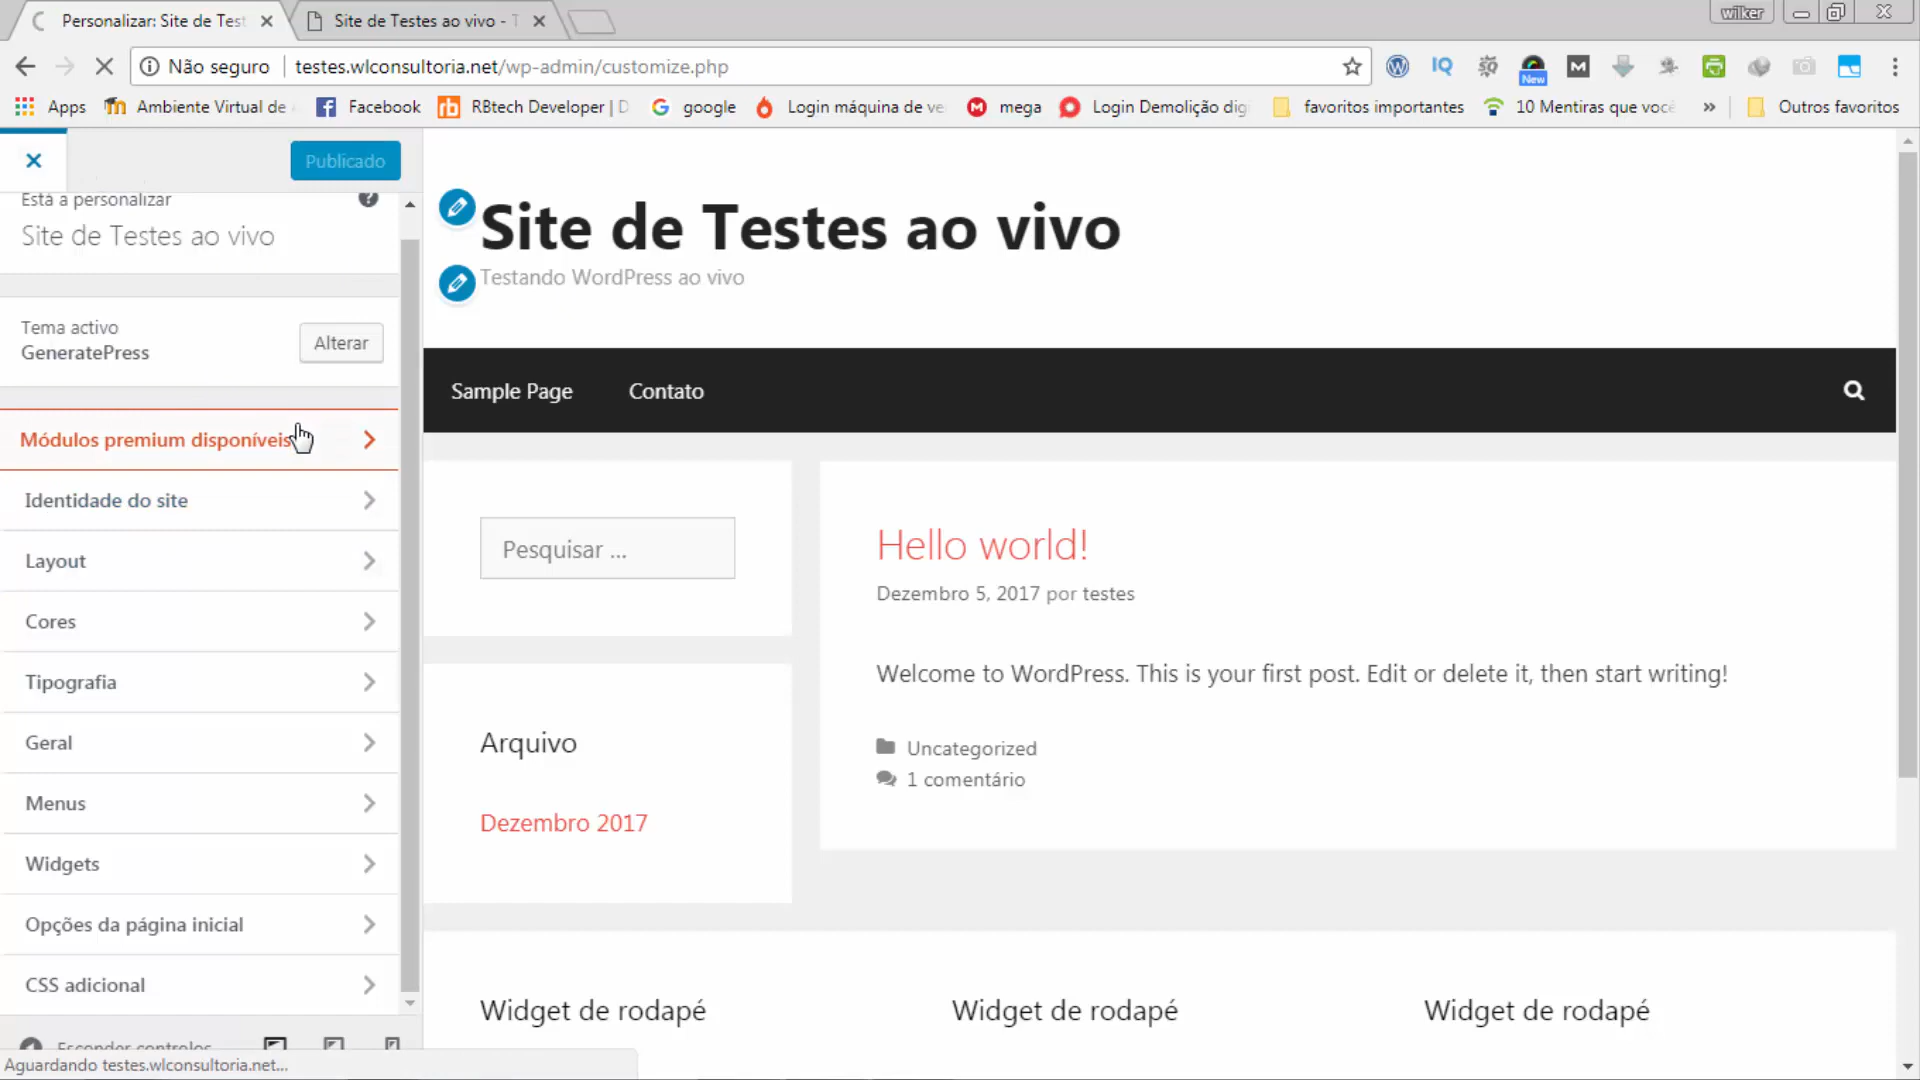 Personalizar: Site de Test
Site de Testes ao vivo - T
wilker
Não seguro
testes.wlconsultoria.net/wp-admin/customize.php
IQ
New
M
Apps
Ambiente Virtual de
Facebook
RBtech Developer | D
google
Login máquina de ve
mega
Login Demolição dig
favoritos importantes
10 Mentiras que voc
»
Outros favoritos
Publicado
Está a personalizar
Site de Testes ao vivo
Tema activo
GeneratePress
Alterar
Módulos premium disponíveis
Identidade do site
Layout
Cores
Tipografia
Geral
Menus
Widgets
Opções da página inicial
CSS adicional
Esconder controlos
Aguardando testes.wlconsultoria.net...
Site de Testes ao vivo
Testando WordPress ao vivo
Sample Page
Contato
Pesquisar ...
Arquivo
Dezembro 2017
Hello world!
Dezembro 5, 2017 por testes
Welcome to WordPress. This is your first post. Edit or delete it, then start writing!
Uncategorized
1 comentário
Widget de rodapé
Widget de rodapé
Widget de rodapé